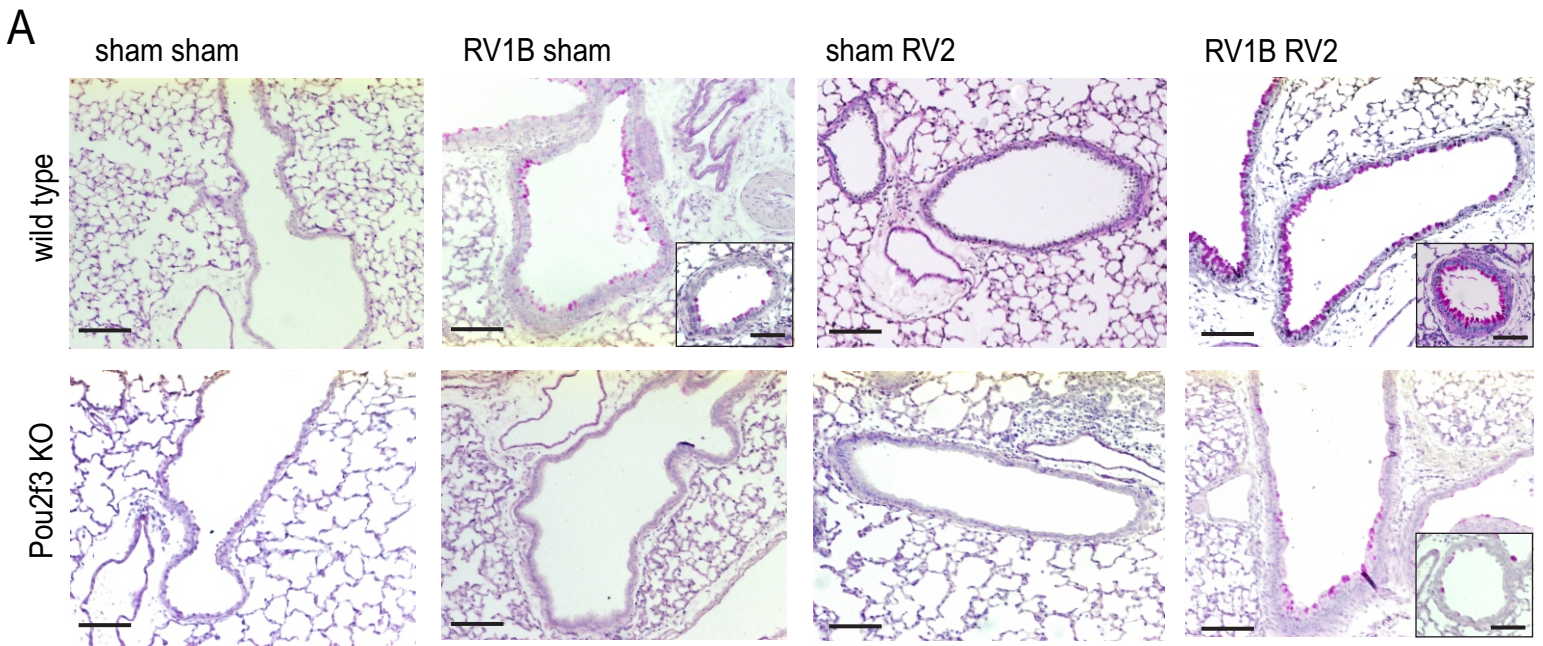 A
sham sham
RV1B sham
sham RV2
RV1B RV2
wild type
Pou2f3 KO